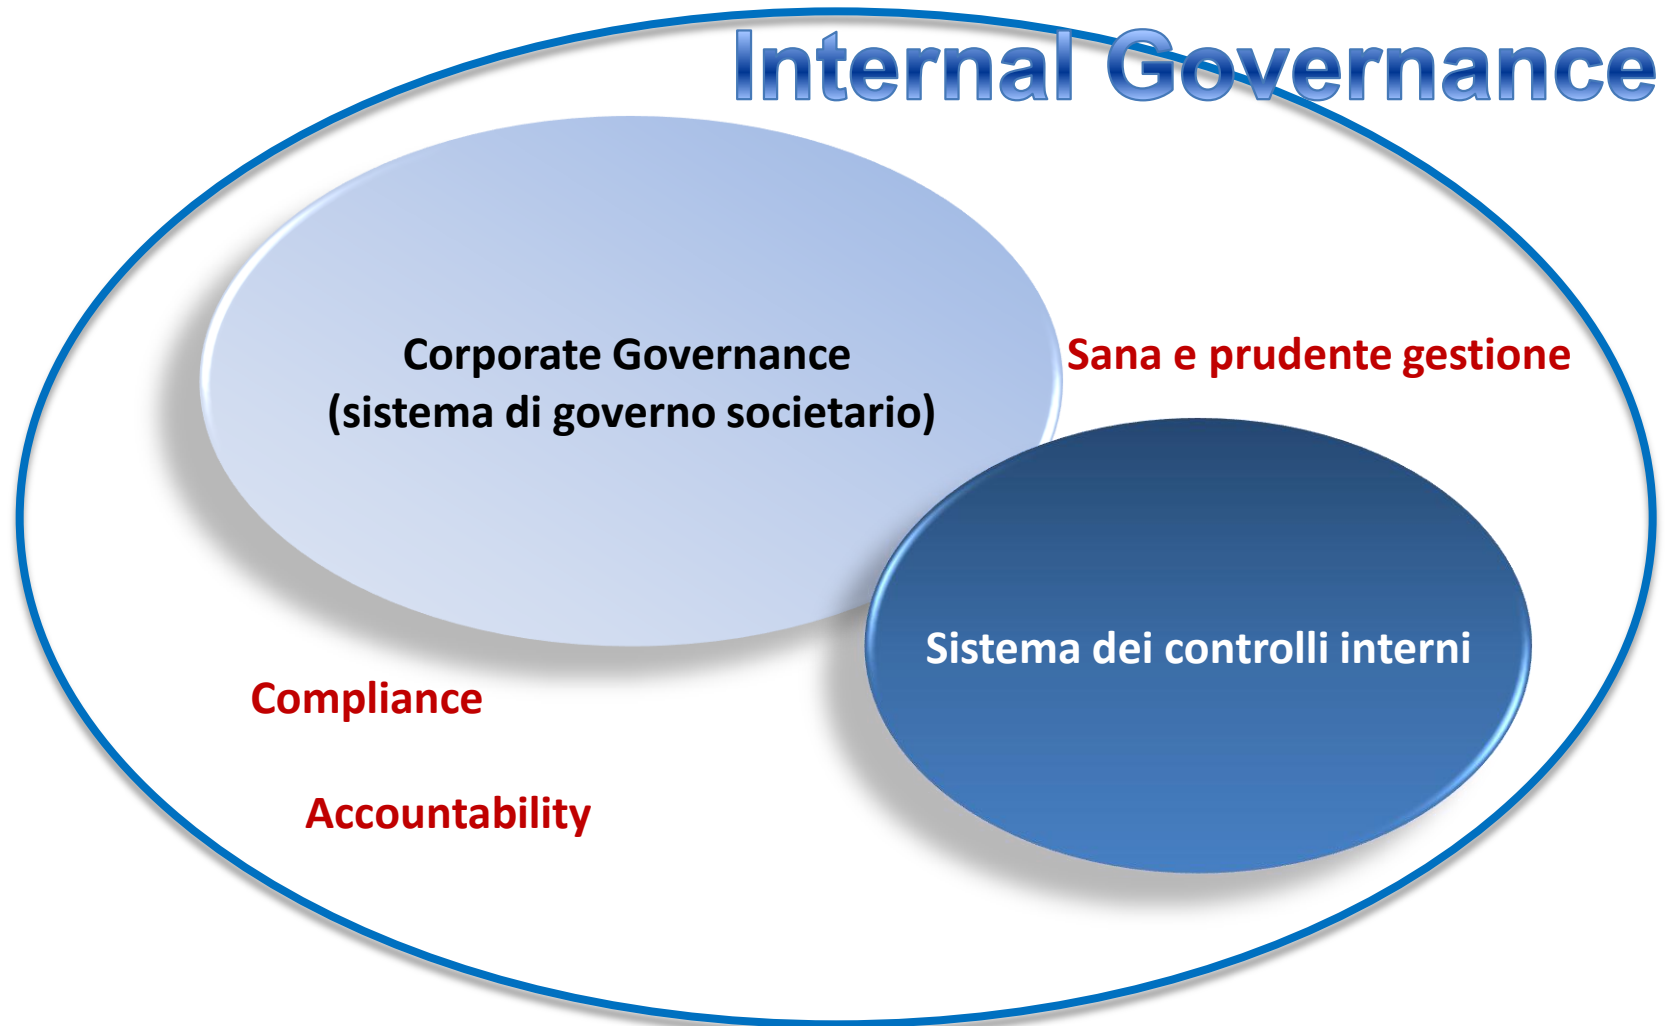 Internal Governance
Corporate Governance
(sistema di governo societario)
Sana e prudente gestione
Sistema dei controlli interni
Compliance
Accountability